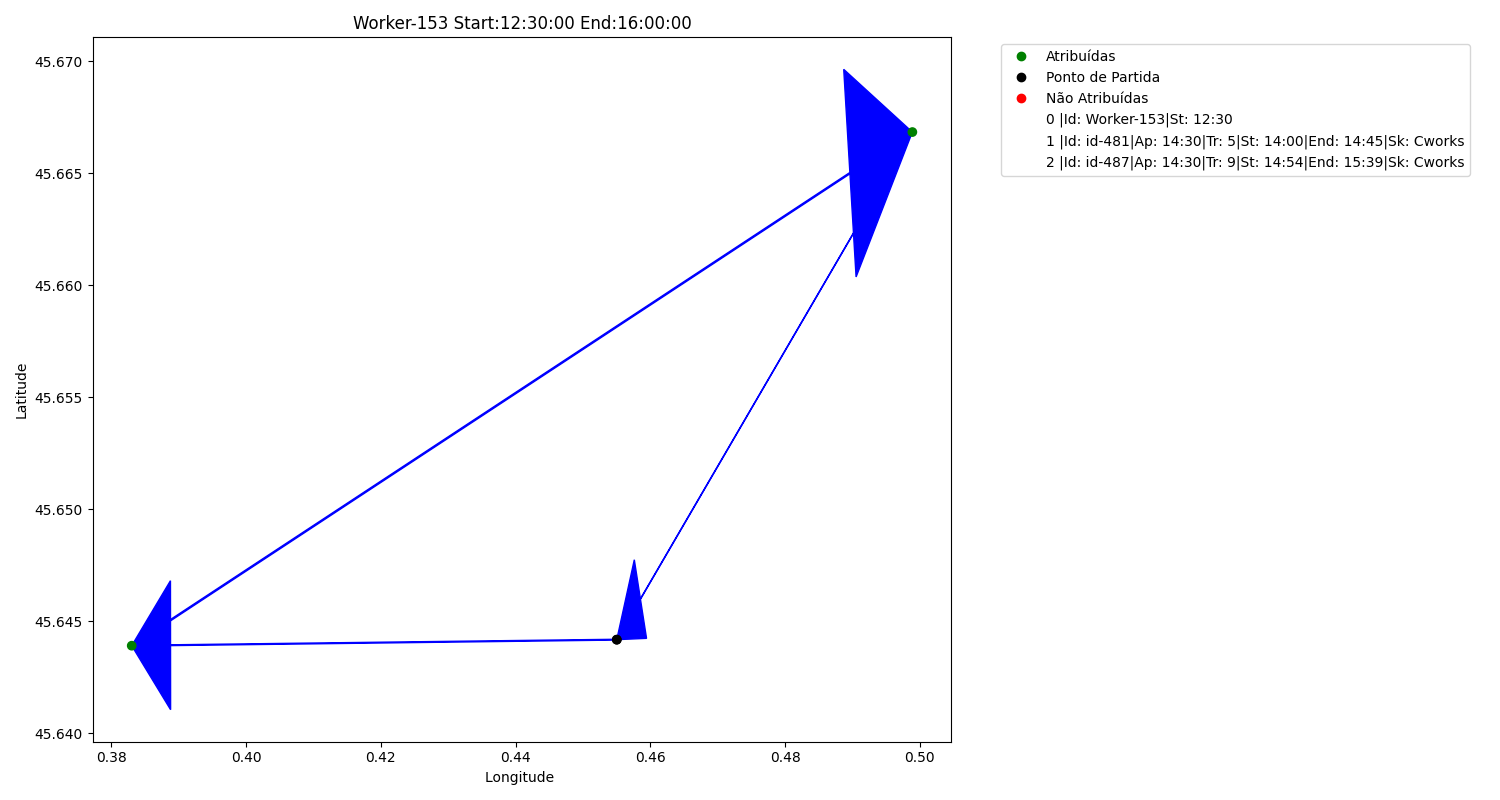 Worker-153 Start:12:30:00 End:16:00:00
45.670
45.665
45.660
45.655
45.650
45.645
45.640
Latitude
0.38
0.40
0.42
0.44
0.46
0.48
0.50
Longitude
Atribuídas
Ponto de Partida
Não Atribuídas
0 |Id: Worker-153|St: 12:30
1 |Id: id-481|Ap: 14:30|Tr: 5|St: 14:00|End: 14:45|Sk: Cworks
2 |Id: id-487|Ap: 14:30|Tr: 9|St: 14:54|End: 15:39|Sk: Cworks